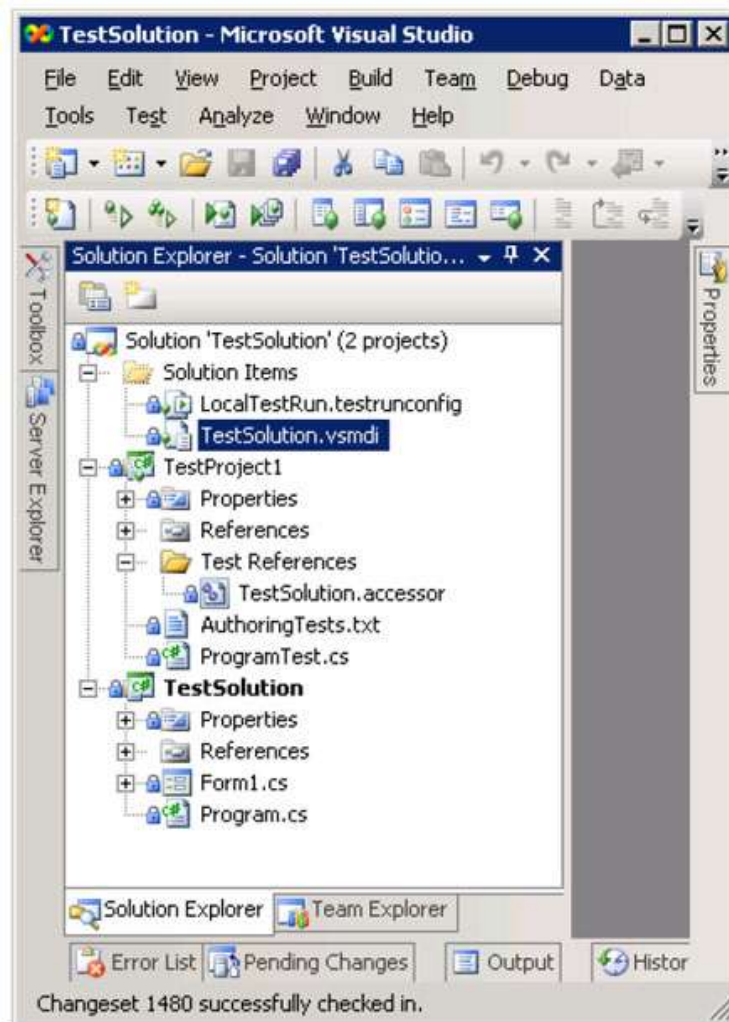 TestSolution - Microsoft Visual Studio
File Edit View Project Build Team Debug Data
Tools Test Analyze Window Help
Solution Explorer - Solution 'TestSolutio...
Toolbox
Server Explorer
Properties
Solution 'TestSolution' (2 projects)
Solution Items
LocalTestRun.testrunconfig
TestSolution.vsmdi
TestProject1
Properties
References
Test References
TestSolution.accessor
AuthoringTests.txt
ProgramTest.cs
TestSolution
Properties
References
Form1.cs
Program.cs
Solution Explorer Team Explorer
Error List Pending Changes Output Histor
Changeset 1480 successfully checked in.